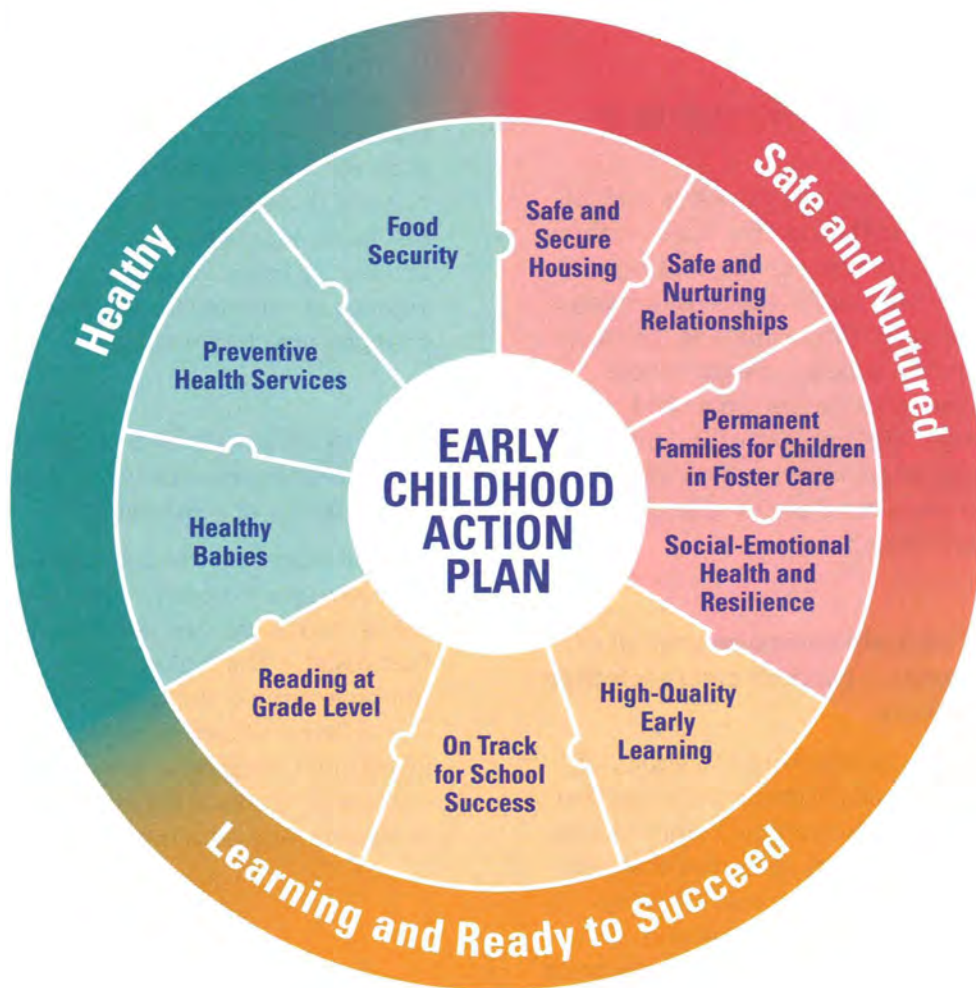 Healthy
Safe and Nurtured
Learning and Ready to Succeed
EARLY
CHILDHOOD
ACTION
PLAN
Food
Security
Safe and
Secure
Housing
Safe and
Nurturing
Relationships
Permanent
Families for Children
in Foster Care
Social-Emotional
Health and
Resilience
High-Quality
Early
Learning
On Track
for School
Success
Reading at
Grade Level
Healthy
Babies
Preventive
Health Services